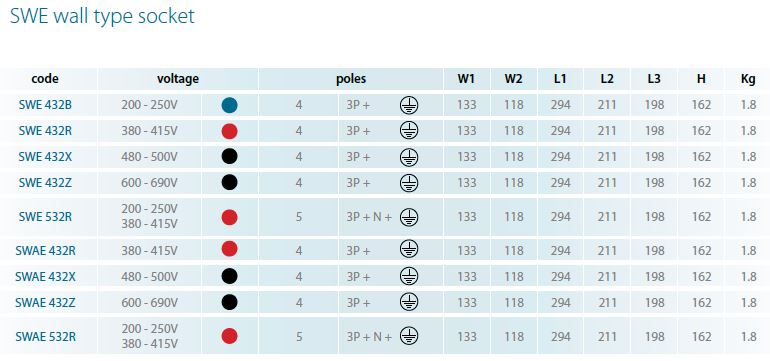 SWE wall type socket
code voltage poles W1 W2 L1 L2 L3 H Kg
SWE 432B 200 - 250V 4 3P + 133 118 294 211 198 162 1.8
SWE 432R 380 - 415V 4 3P + 133 118 294 211 198 162 1.8
SWE 432X 480 - 500V 4 3P + 133 118 294 211 198 162 1.8
SWE 432Z 600 - 690V 4 3P + 133 118 294 211 198 162 1.8
SWE 532R 200 - 250V 5 3P + N + 133 118 294 211 198 162 1.8
380 - 415V
SWAE 432R 380 - 415V 4 3P + 133 118 294 211 198 162 1.8
SWAE 432X 480 - 500V 4 3P + 133 118 294 211 198 162 1.8
SWAE 432Z 600 - 690V 4 3P + 133 118 294 211 198 162 1.8
SWAE 532R 200 - 250V 5 3P + N + 133 118 294 211 198 162 1.8
380 - 415V